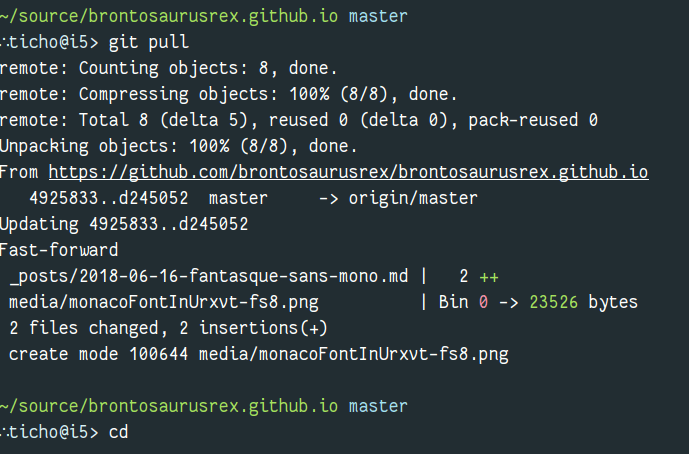 ~/source/brontosaurusrex.github.io master
⁖ticho@i5> git pull
remote: Counting objects: 8, done.
remote: Compressing objects: 100% (8/8), done.
remote: Total 8 (delta 5), reused 0 (delta 0), pack-reused 0
Unpacking objects: 100% (8/8), done.
From https://github.com/brontosaurusrex/brontosaurusrex.github.io
   4925833..d245052  master     -> origin/master
Updating 4925833..d245052
Fast-forward
 _posts/2018-06-16-fantasque-sans-mono.md |   2 ++
 media/monacoFontInUrxvt-fs8.png          | Bin 0 -> 23526 bytes
 2 files changed, 2 insertions(+)
 create mode 100644 media/monacoFontInUrxvt-fs8.png
~/source/brontosaurusrex.github.io master
⁖ticho@i5> cd